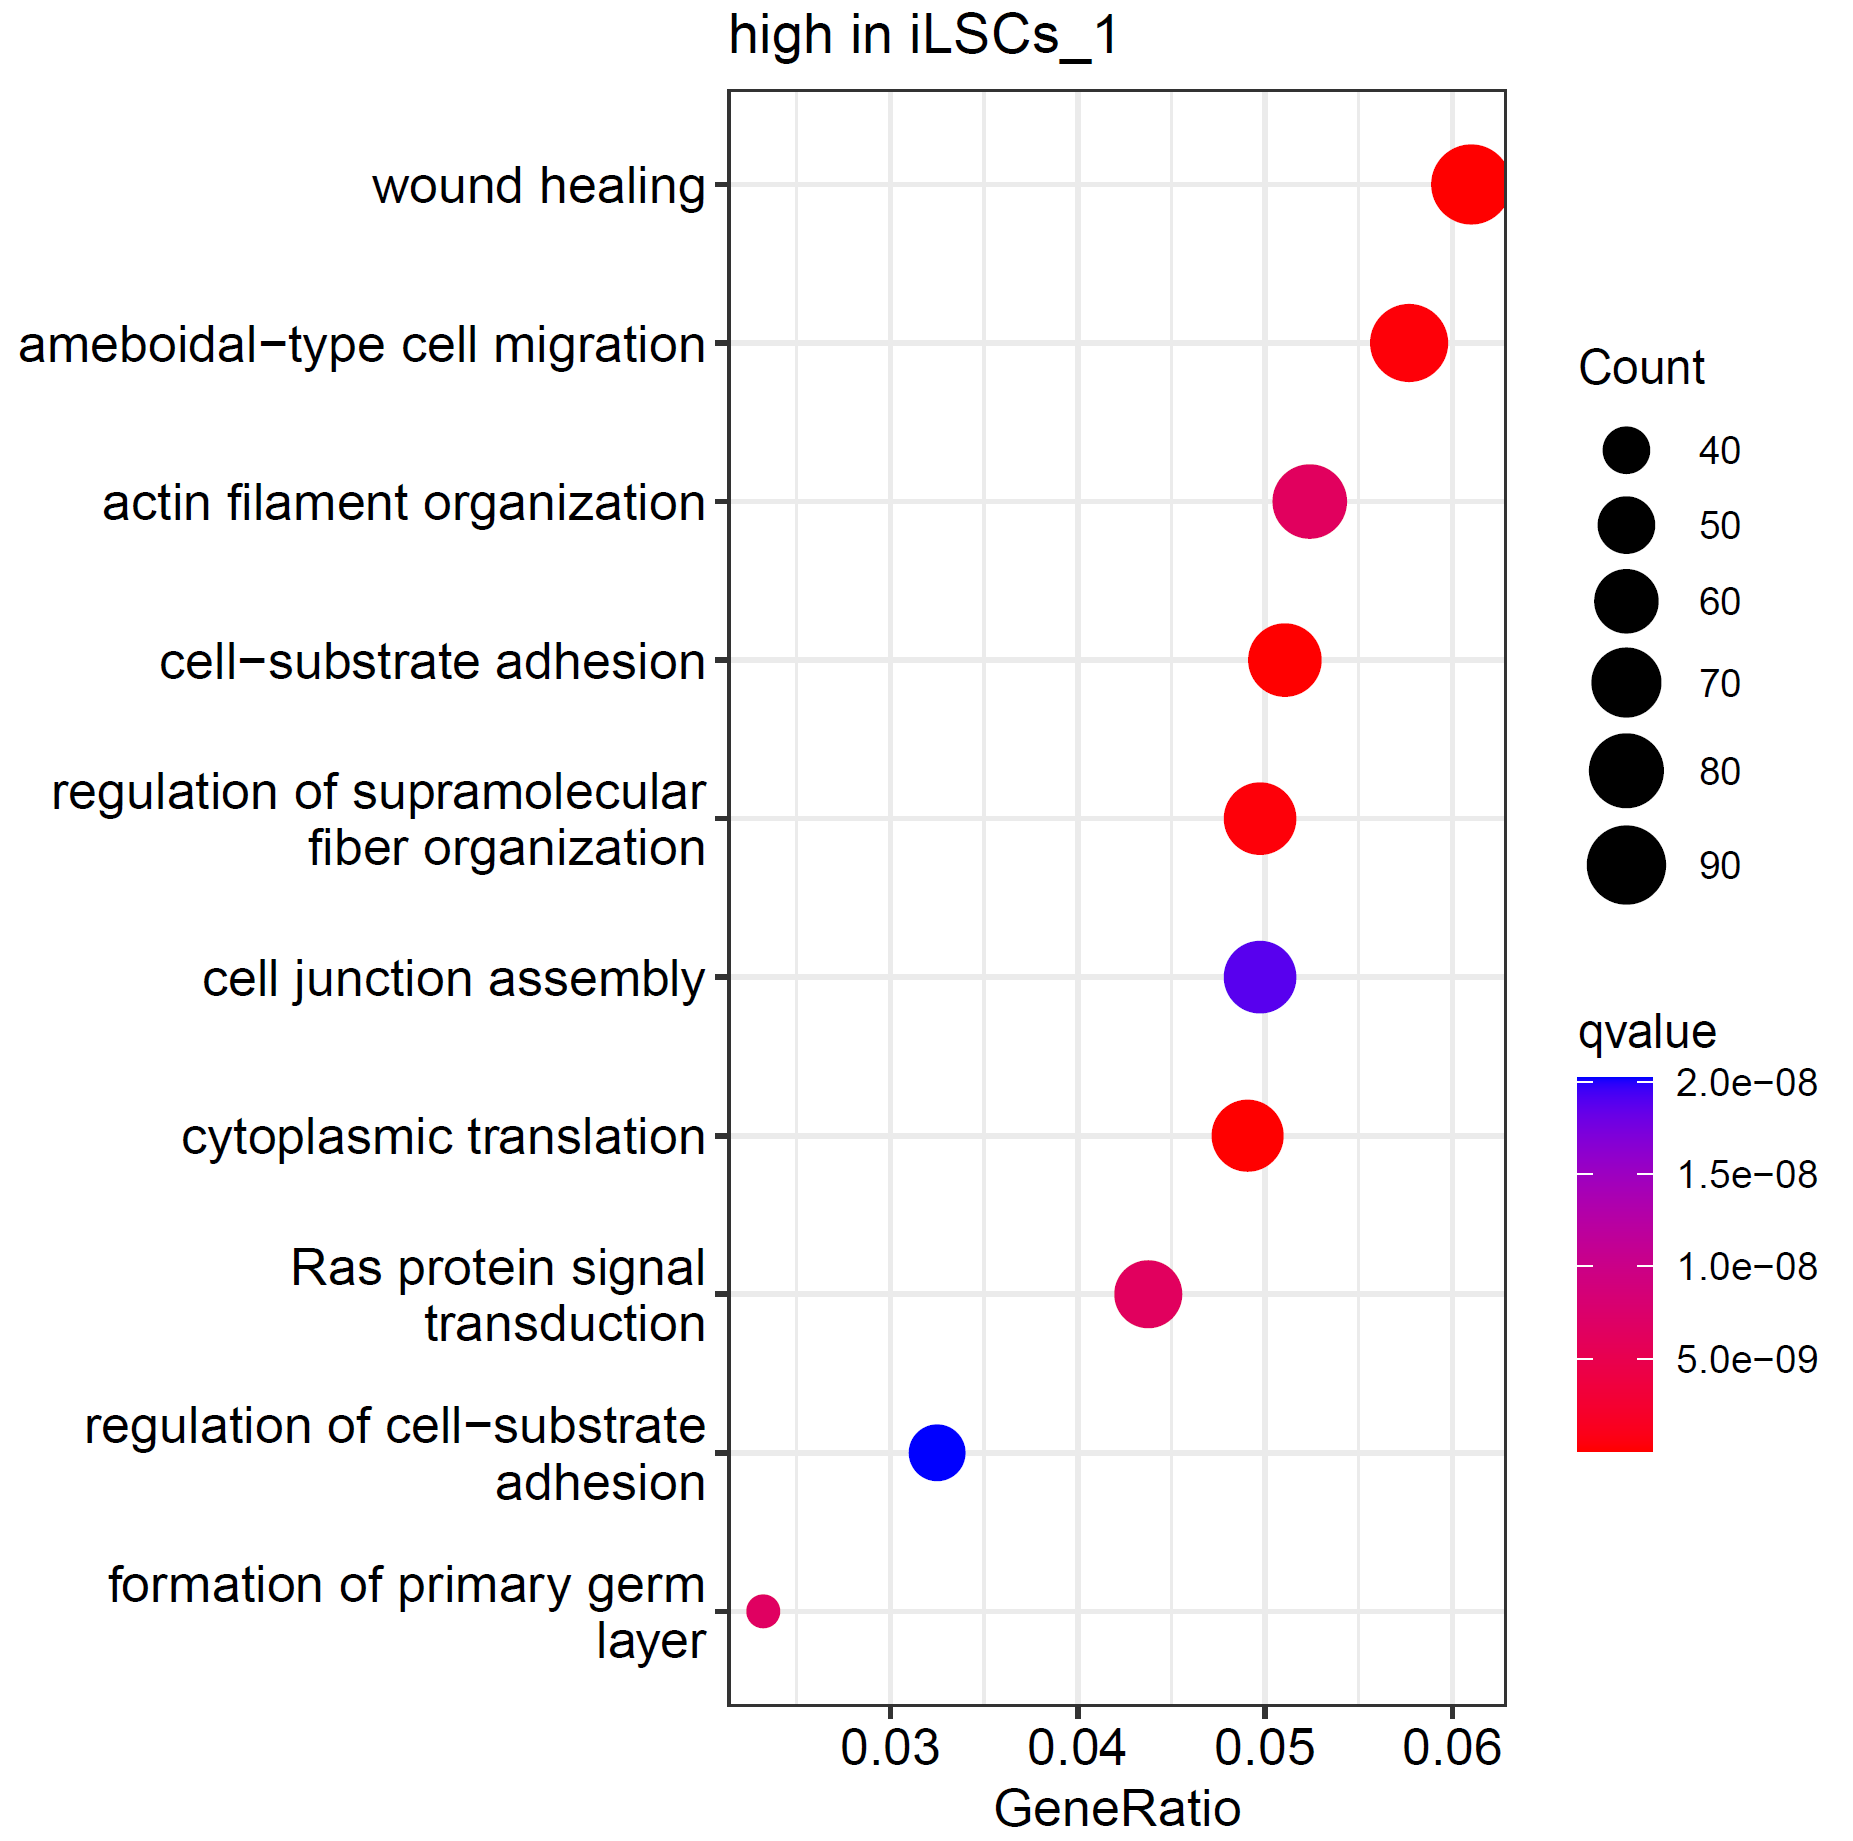 high in iLSCs_1
wound healing
ameboidal−type cell migration
actin filament organization
cell−substrate adhesion
regulation of supramolecular
fiber organization
cell junction assembly
cytoplasmic translation
Ras protein signal
transduction
regulation of cell−substrate
adhesion
formation of primary germ
layer
0.03
0.04
0.05
0.06
GeneRatio
Count
40
50
60
70
80
90
qvalue
2.0e−08
1.5e−08
1.0e−08
5.0e−09